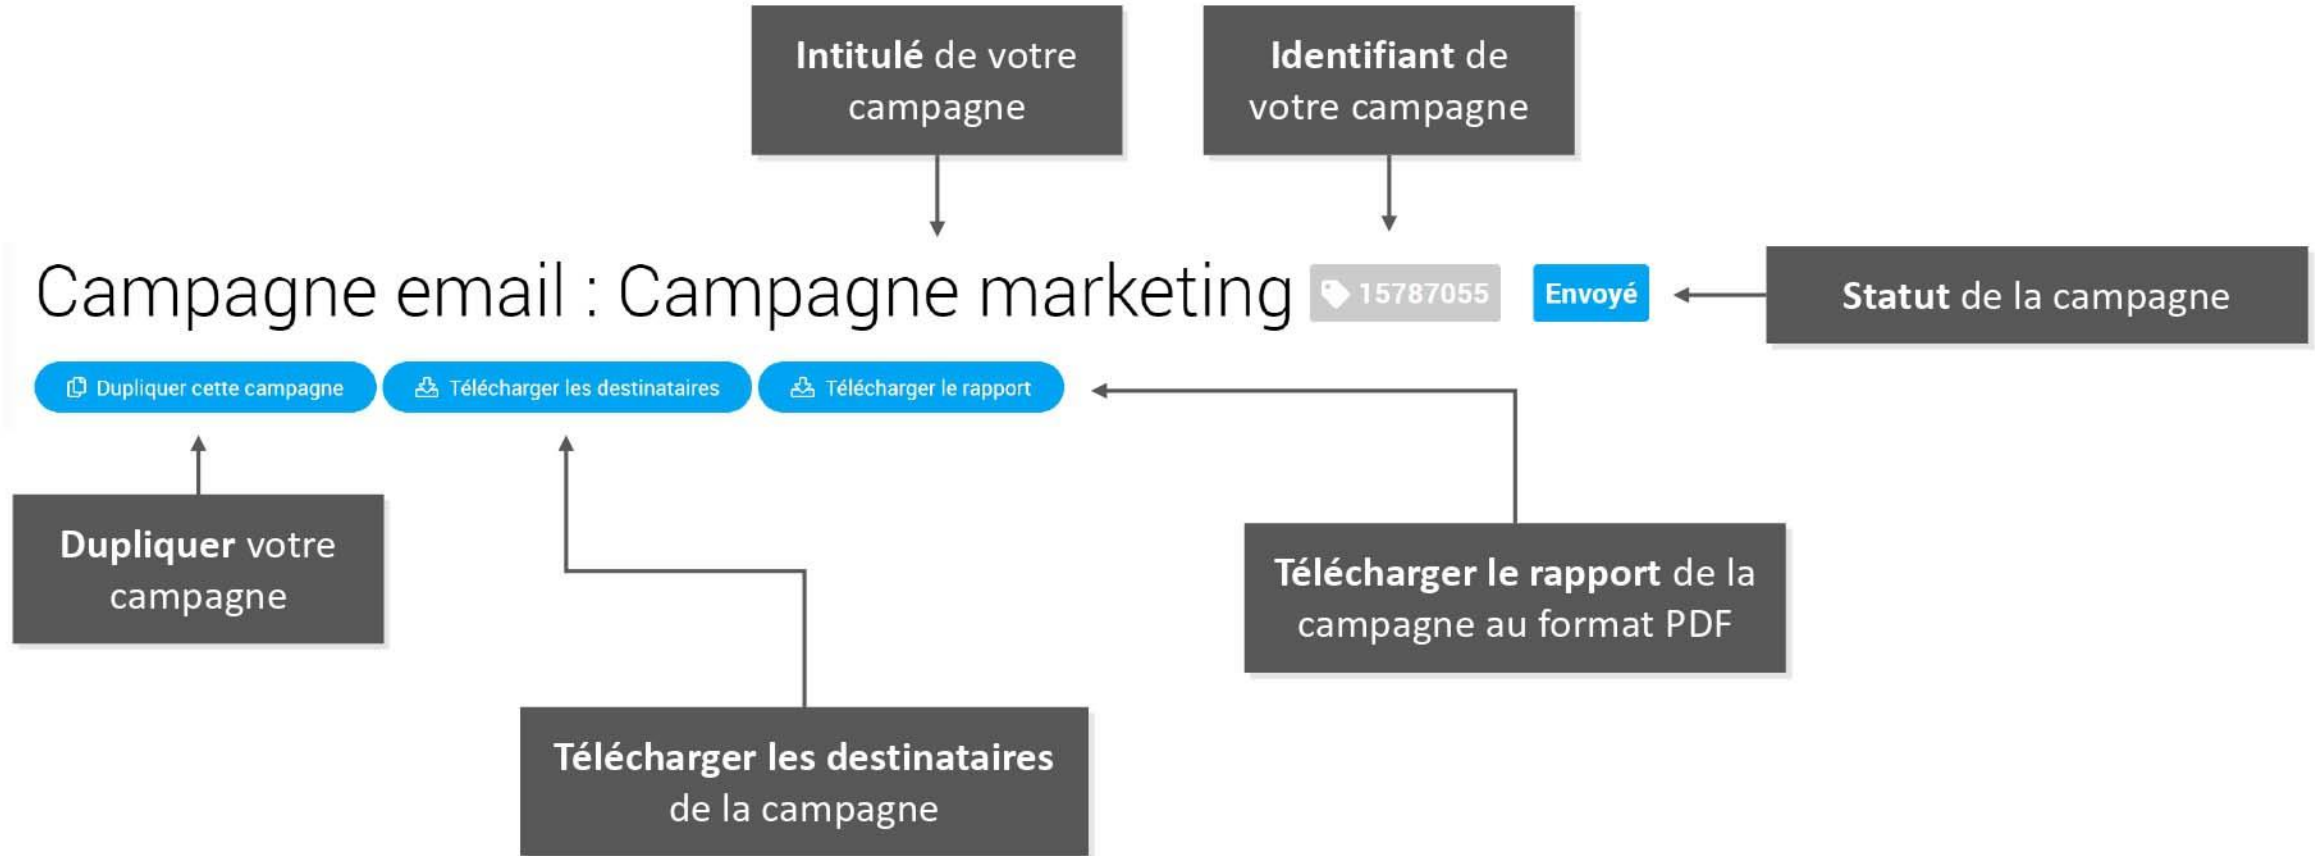 Intitulé de votre
campagne
Identifiant de
votre campagne
Campagne email : Campagne marketing 15787055 Envoyé
Statut de la campagne
Dupliquer cette campagne Télécharger les destinataires Télécharger le rapport
Dupliquer votre
campagne
Télécharger le rapport de la
campagne au format PDF
Télécharger les destinataires
de la campagne